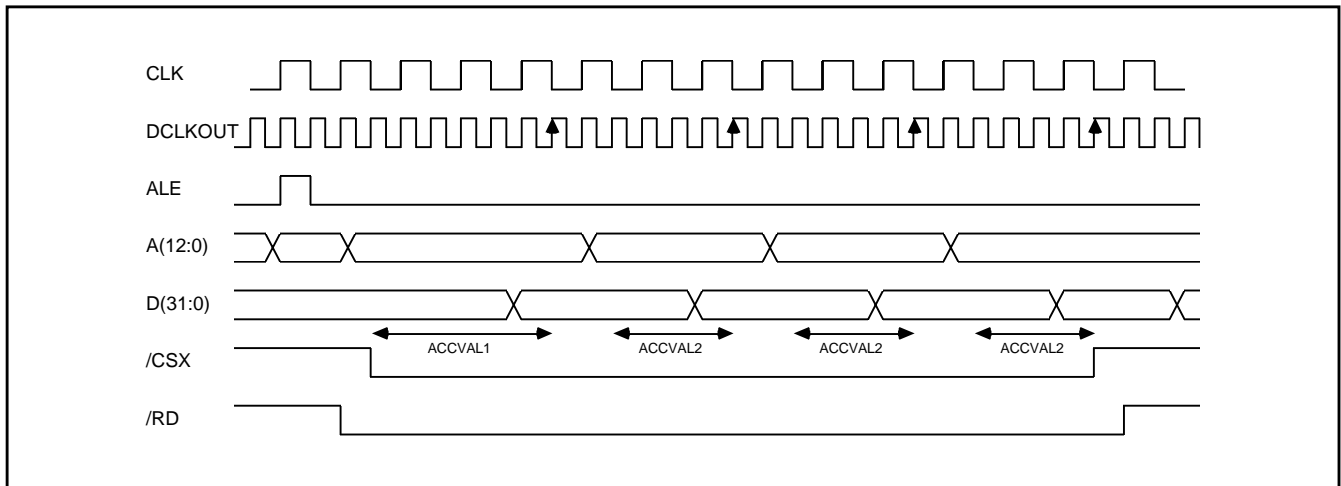 CLK
DCLKOUT
ALE
A(12:0)
D(31:0)
ACCVAL1 ACCVAL2 ACCVAL2 ACCVAL2
/CSX
/RD